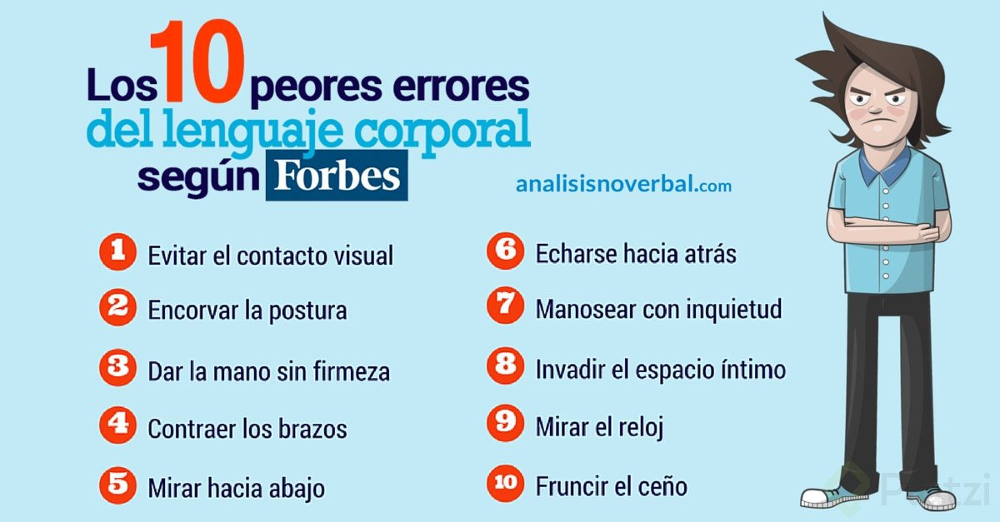 Los 10 peores errores
del lenguaje corporal
según Forbes
analisisnoverbal.com
1 Evitar el contacto visual
2 Encorvar la postura
3 Dar la mano sin firmeza
4 Contraer los brazos
5 Mirar hacia abajo
6 Echarse hacia atrás
7 Manosear con inquietud
8 Invadir el espacio íntimo
9 Mirar el reloj
10 Fruncir el ceño